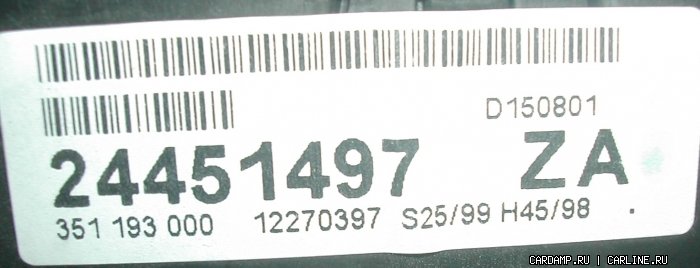 D150801
24451497 ZA
351 193 000 12270397 S25/99 H45/98 .
CARDAMP.RU | CARLINE.RU